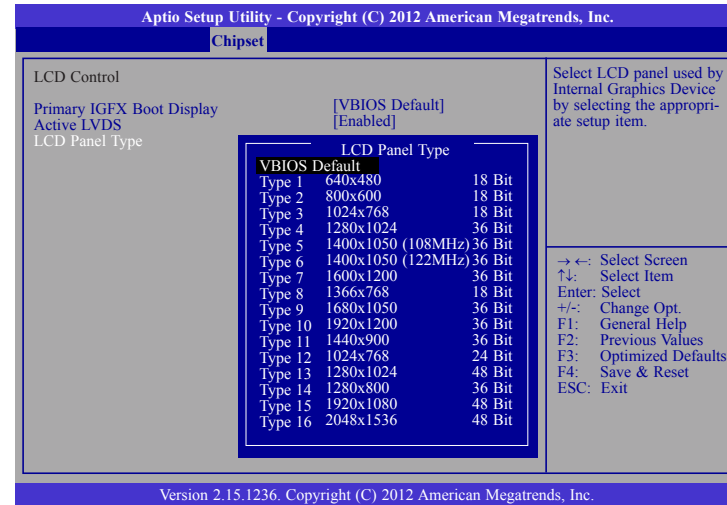 Aptio Setup Utility - Copyright (C) 2012 American Megatrends, Inc.
Chipset
LCD Control
Primary IGFX Boot Display [VBIOS Default]
Active LVDS [Enabled]
LCD Panel Type
LCD Panel Type
VBIOS Default
Type 1 640x480 18 Bit
Type 2 800x600 18 Bit
Type 3 1024x768 18 Bit
Type 4 1280x1024 36 Bit
Type 5 1400x1050 (108MHz) 36 Bit
Type 6 1400x1050 (122MHz) 36 Bit
Type 7 1600x1200 36 Bit
Type 8 1366x768 18 Bit
Type 9 1680x1050 36 Bit
Type 10 1920x1200 36 Bit
Type 11 1440x900 36 Bit
Type 12 1024x768 24 Bit
Type 13 1280x1024 48 Bit
Type 14 1280x800 36 Bit
Type 15 1920x1080 48 Bit
Type 16 2048x1536 48 Bit
Select LCD panel used by
Internal Graphics Device
by selecting the appropri-
ate setup item.
→←: Select Screen
↑↓: Select Item
Enter: Select
+/-: Change Opt.
F1: General Help
F2: Previous Values
F3: Optimized Defaults
F4: Save & Reset
ESC: Exit
Version 2.15.1236. Copyright (C) 2012 American Megatrends, Inc.